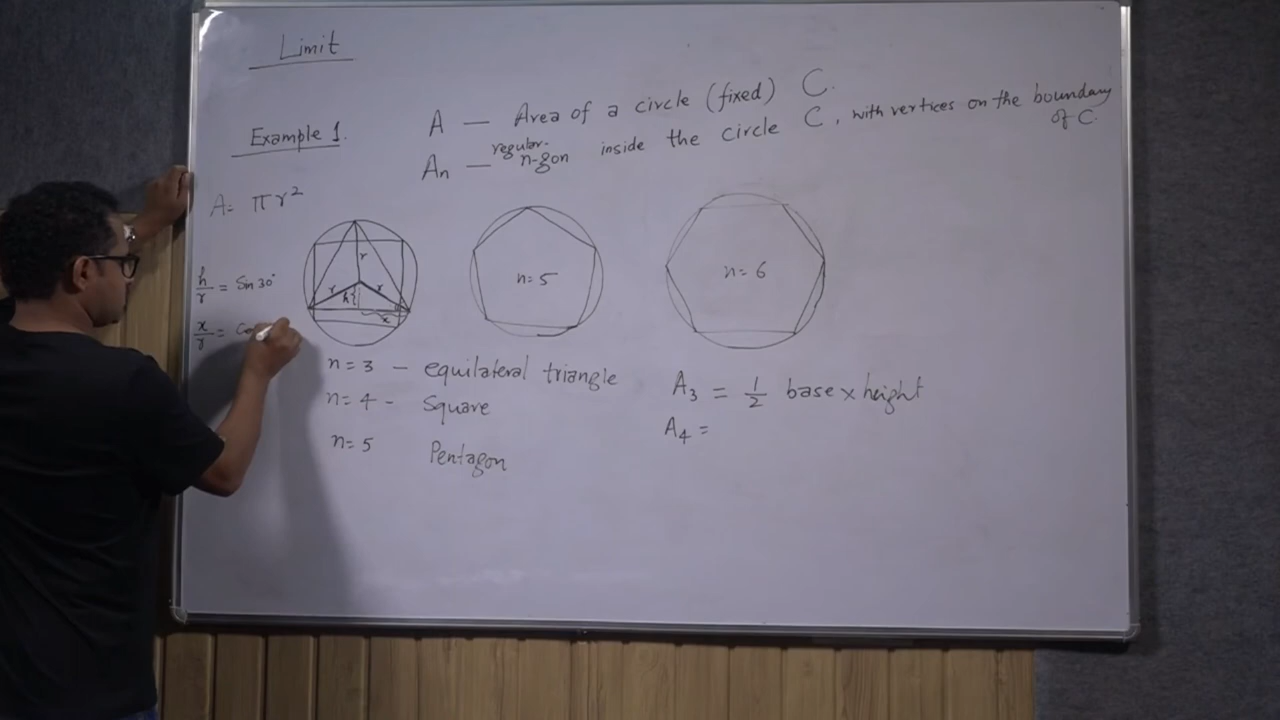 Limit
Example 1.
A — Area of a circle (fixed) C.
An — regular n-gon inside the circle C, with vertices on the boundary of C.
A = πr²
h/r = Sin 30°
x/r =
r
r r
h
x
n = 5
n = 6
n = 3 — equilateral triangle
n = 4 - Square
n = 5 Pentagon
A3 = 1/2 base × height
A4 =